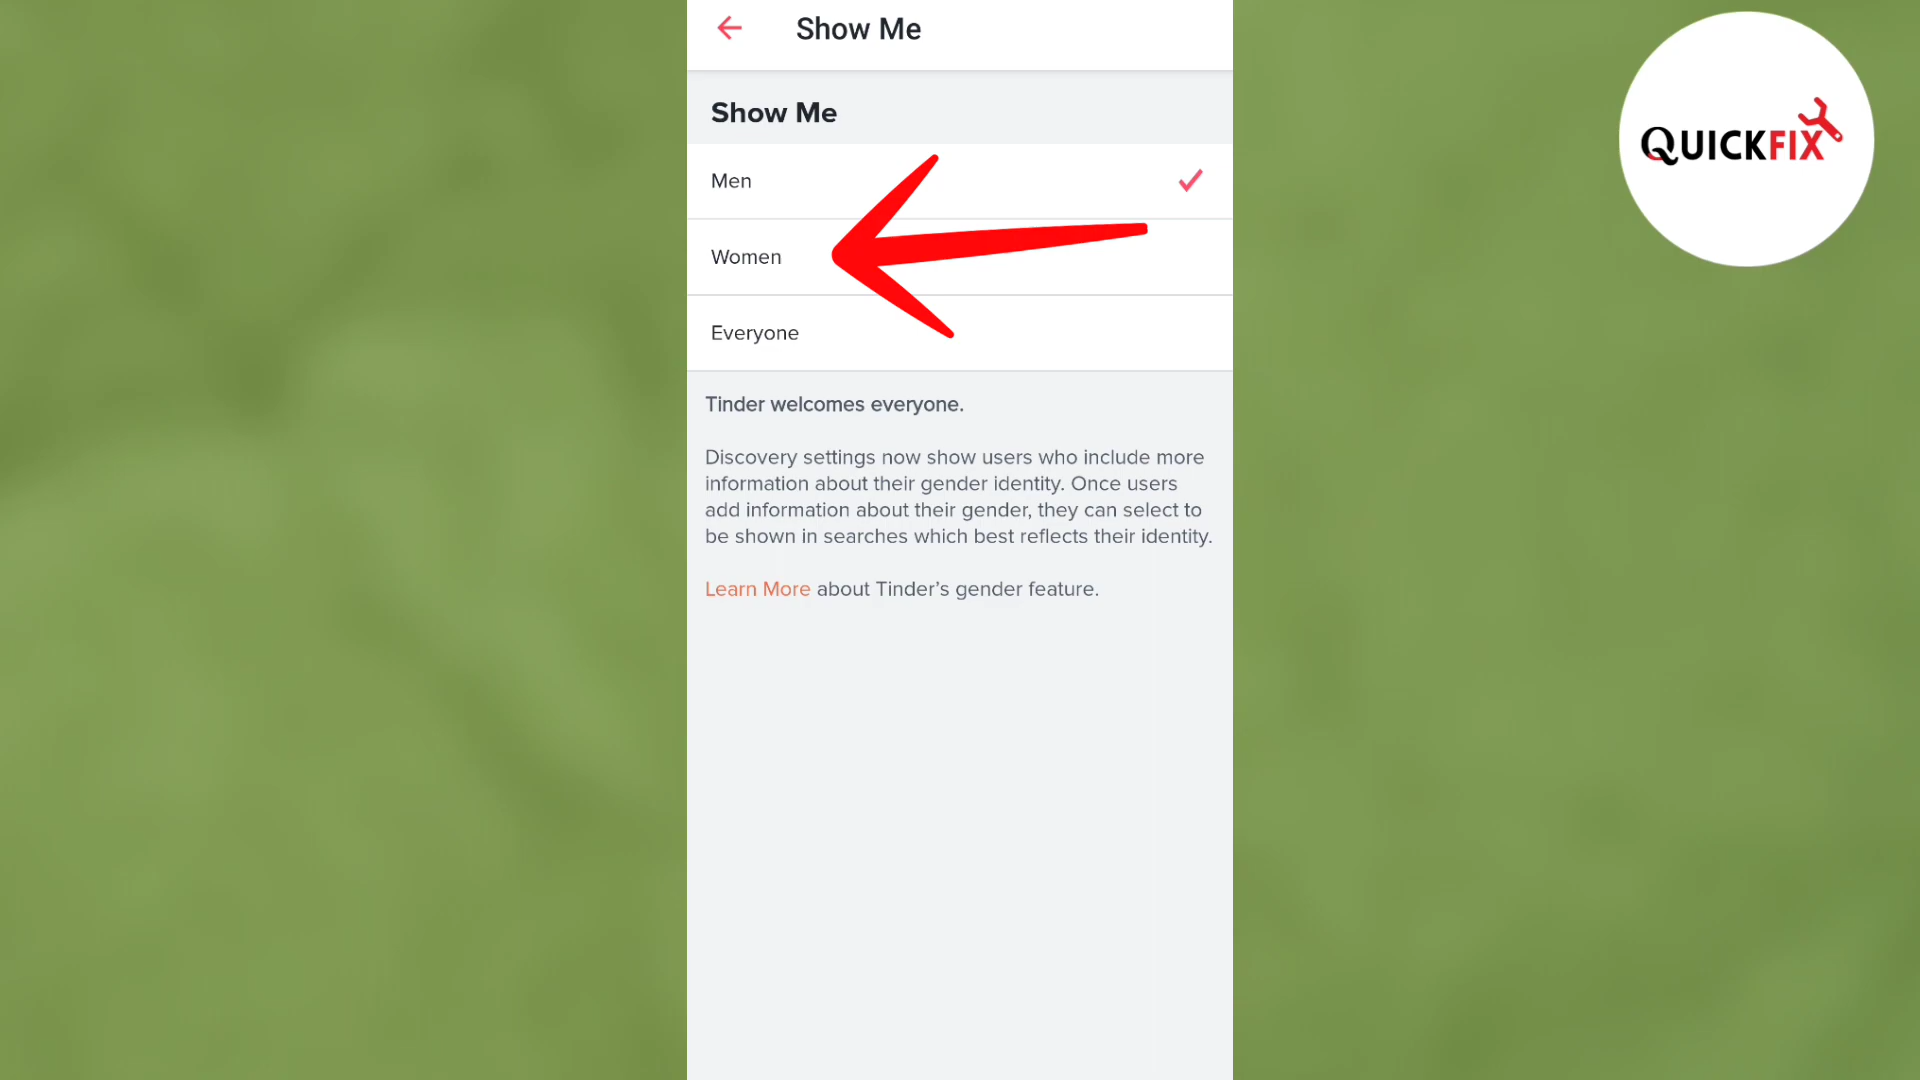 Show Me
QUICKFIX
Show Me
Men
Women
Everyone
Tinder welcomes everyone.
Discovery settings now show users who include more
information about their gender identity. Once users
add information about their gender, they can select to
be shown in searches which best reflects their identity.
Learn More about Tinder’s gender feature.